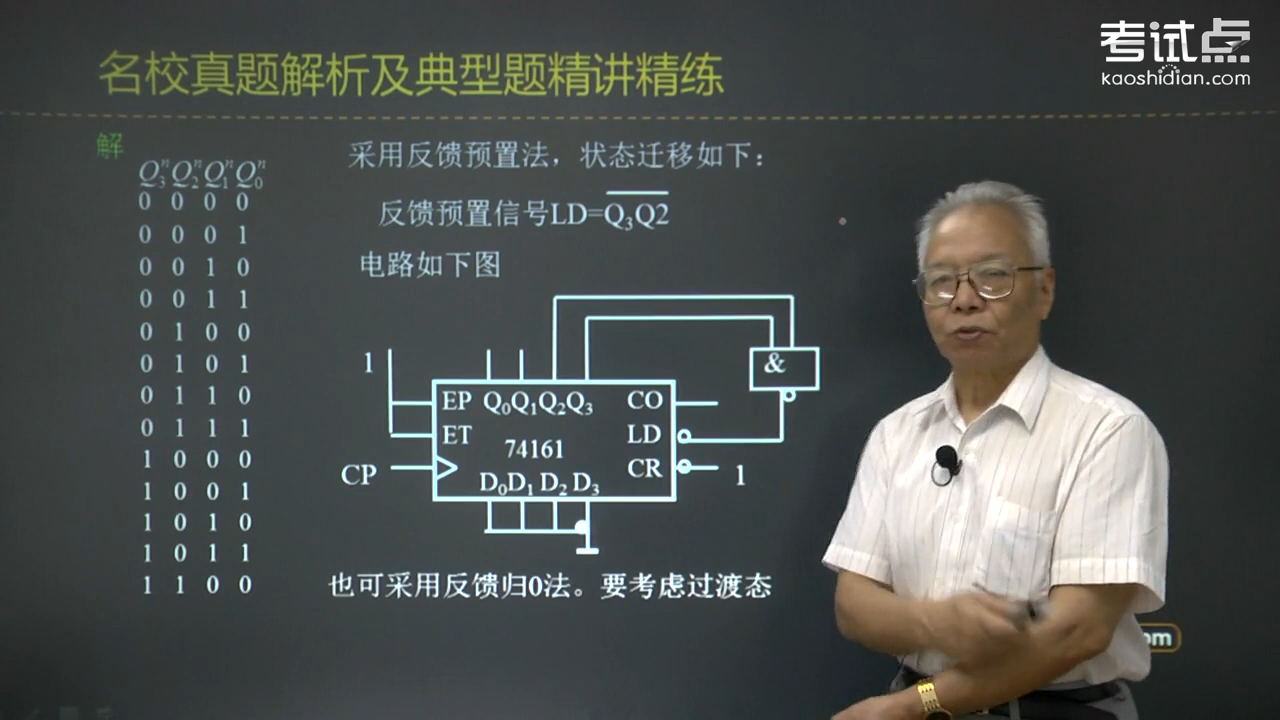 考试点
kaoshidian.com
名校真题解析及典型题精讲精练
解
采用反馈预置法，状态迁移如下：
反馈预置信号LD=Q3Q2
电路如下图
Q3n Q2n Q1n Q0n
0 0 0 0
0 0 0 1
0 0 1 0
0 0 1 1
0 1 0 0
0 1 0 1
0 1 1 0
0 1 1 1
1 0 0 0
1 0 0 1
1 0 1 0
1 0 1 1
1 1 0 0
&
1
EP Q0Q1Q2Q3 CO
ET 74161 LD
CP
CR
1
D0D1 D2 D3
也可采用反馈归0法。要考虑过渡态
om